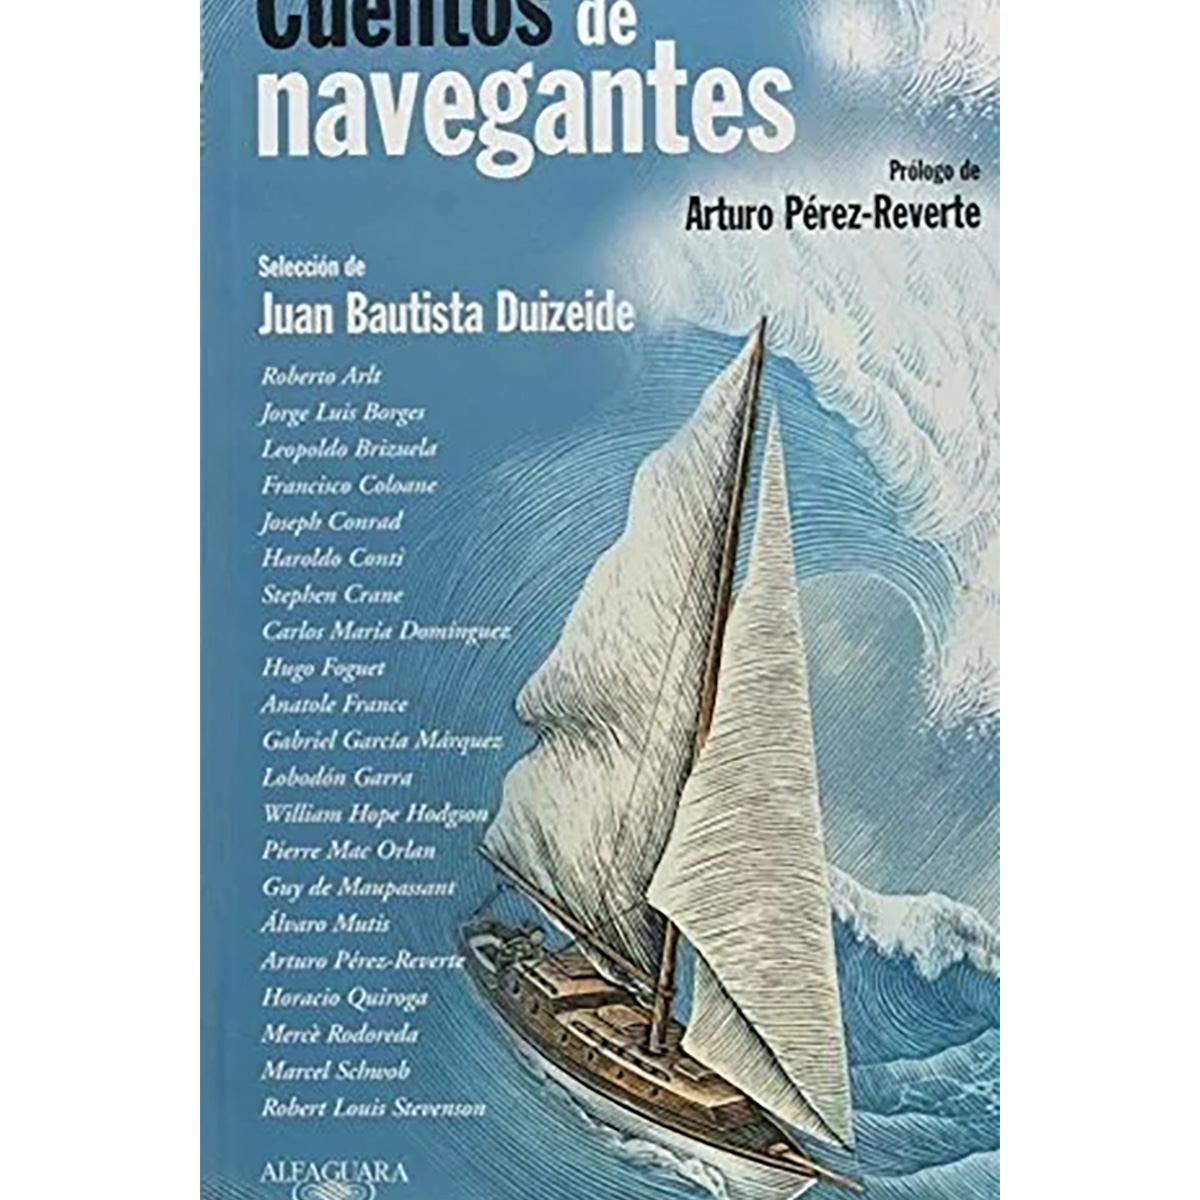 Cuentos de
navegantes
Prólogo de
Arturo Pérez-Reverte
Selección de
Juan Bautista Duizeide
Roberto Arlt
Jorge Luis Borges
Leopoldo Brizuela
Francisco Coloane
Joseph Conrad
Haroldo Conti
Stephen Crane
Carlos María Domínguez
Hugo Foguet
Anatole France
Gabriel García Márquez
Lobodón Garra
William Hope Hodgson
Pierre Mac Orlan
Guy de Maupassant
Álvaro Mutis
Arturo Pérez-Reverte
Horacio Quiroga
Mercè Rodoreda
Marcel Schwob
Robert Louis Stevenson
ALFAGUARA